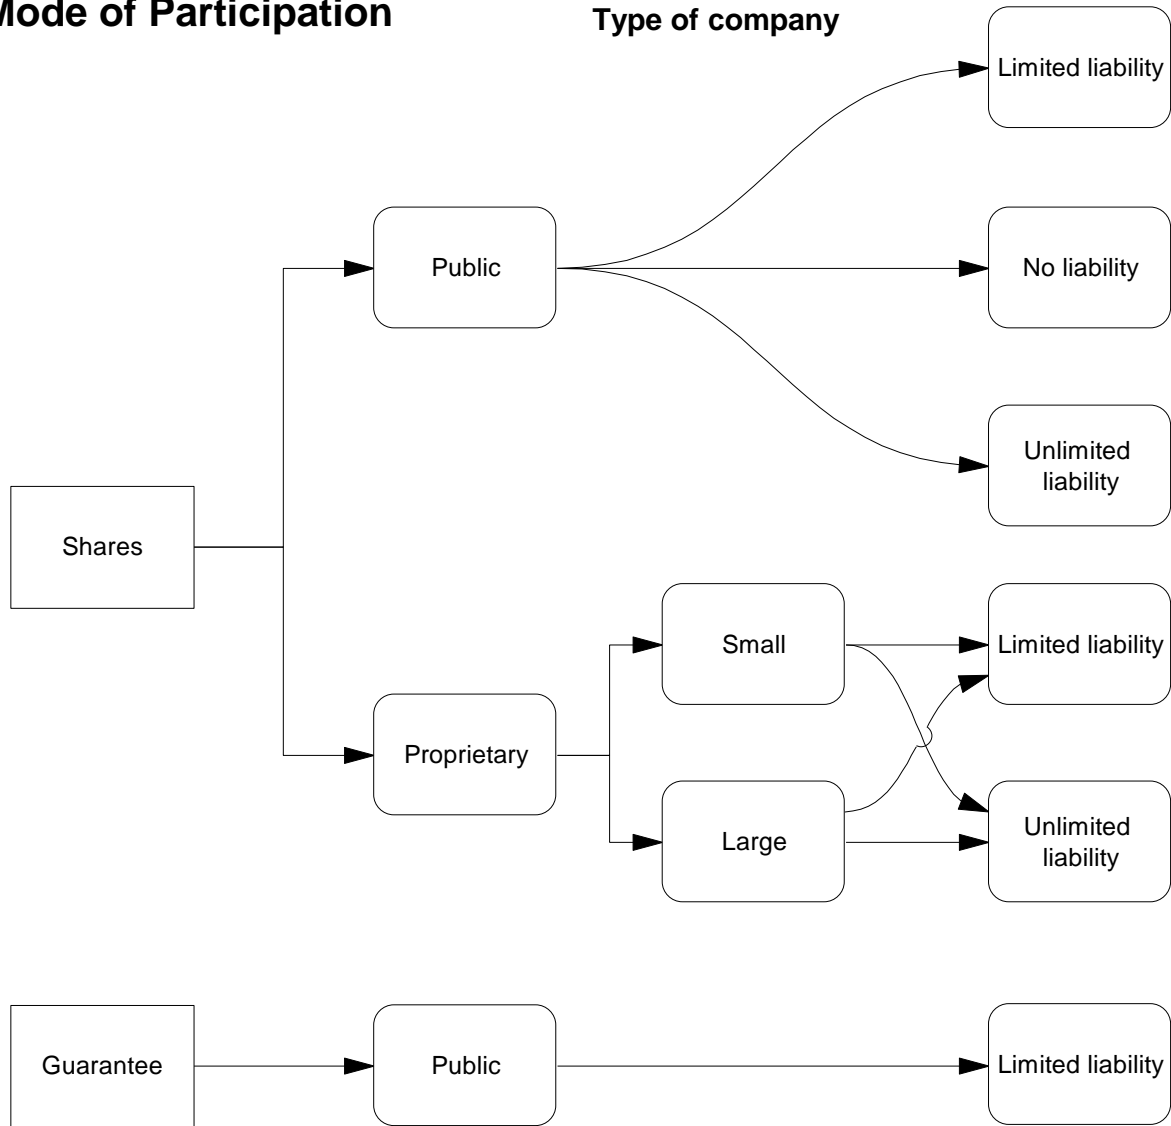 Mode of Participation
Type of company
Limited liability
Public
No liability
Unlimited
liability
Shares
Small
Limited liability
Proprietary
Large
Unlimited
liability
Guarantee
Public
Limited liability